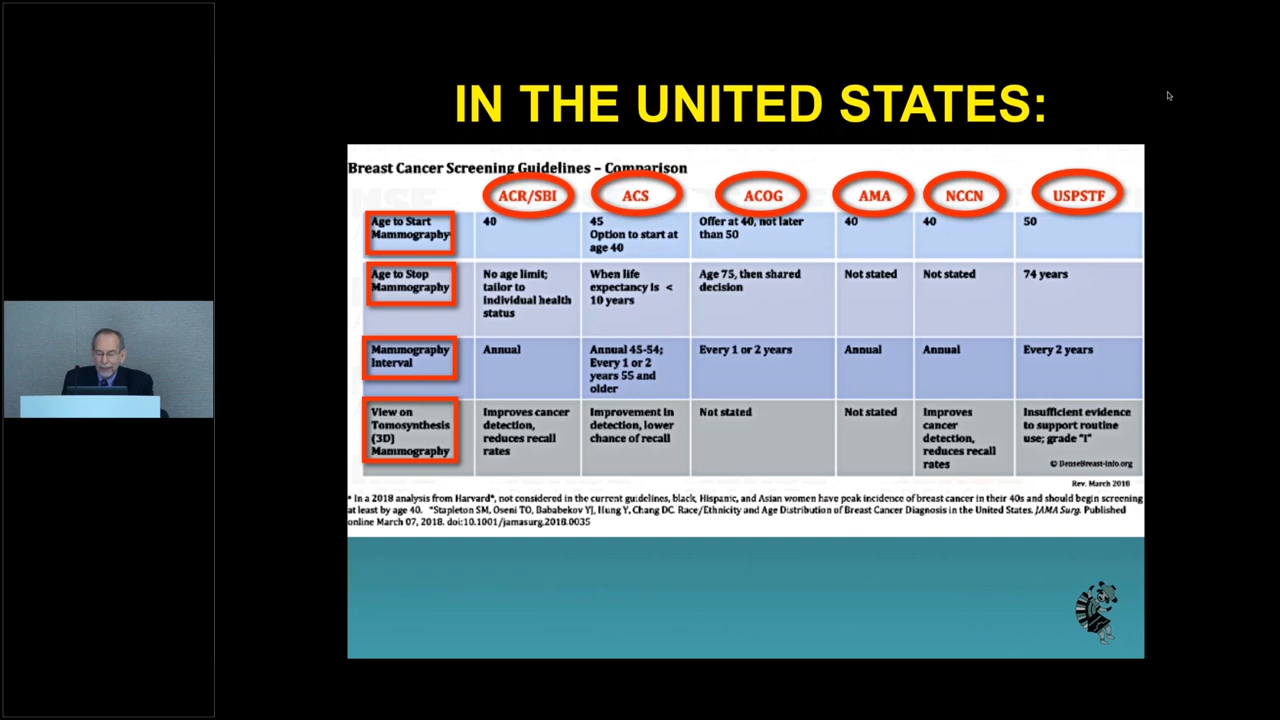 IN THE UNITED STATES:
Breast Cancer Screening Guidelines – Comparison
ACR/SBI ACS ACOG AMA NCCN USPSTF
Age to Start
Mammography
40
45
Option to start at
age 40
Offer at 40, not later
than 50
40
40
50
Age to Stop
Mammography
No age limit;
tailor to
individual health
status
When life
expectancy is <
10 years
Age 75, then shared
decision
Not stated
Not stated
74 years
Mammography
Interval
Annual
Annual 45-54;
Every 1 or 2
years 55 and
older
Every 1 or 2 years
Annual
Annual
Every 2 years
View on
Tomosynthesis
(3D)
Mammography
Improves cancer
detection,
reduces recall
rates
Improvement in
detection, lower
chance of recall
Not stated
Not stated
Improves
cancer
detection,
reduces recall
rates
Insufficient evidence
to support routine
use; grade "I"
© DenseBreast-info.org
Rev. March 2018
* In a 2018 analysis from Harvard*, not considered in the current guidelines, black, Hispanic, and Asian women have peak incidence of breast cancer in their 40s and should begin screening
at least by age 40. *Stapleton SM, Oseni TO, Bababekov YJ, Hung Y, Chang DC. Race/Ethnicity and Age Distribution of Breast Cancer Diagnosis in the United States. JAMA Surg. Published
online March 07, 2018. doi:10.1001/jamasurg.2018.0035